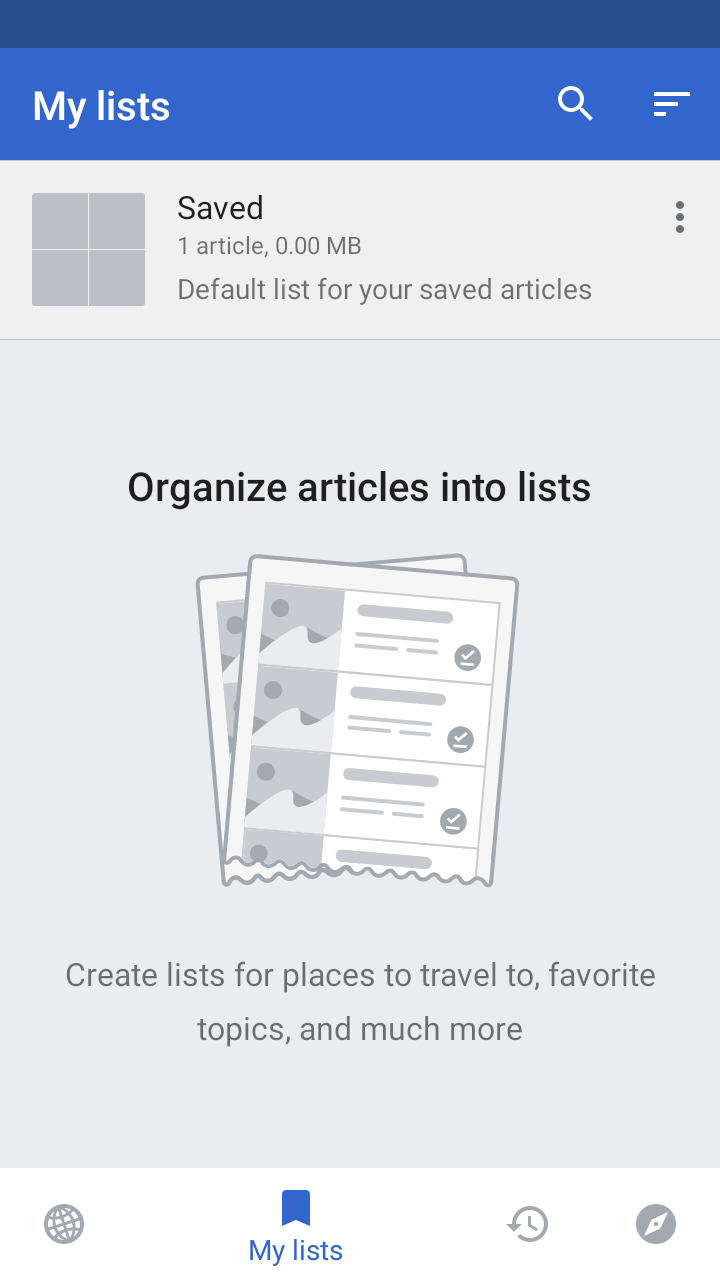 My lists
Saved
1 article, 0.00 MB
Default list for your saved articles
Organize articles into lists
Create lists for places to travel to, favorite
topics, and much more
My lists